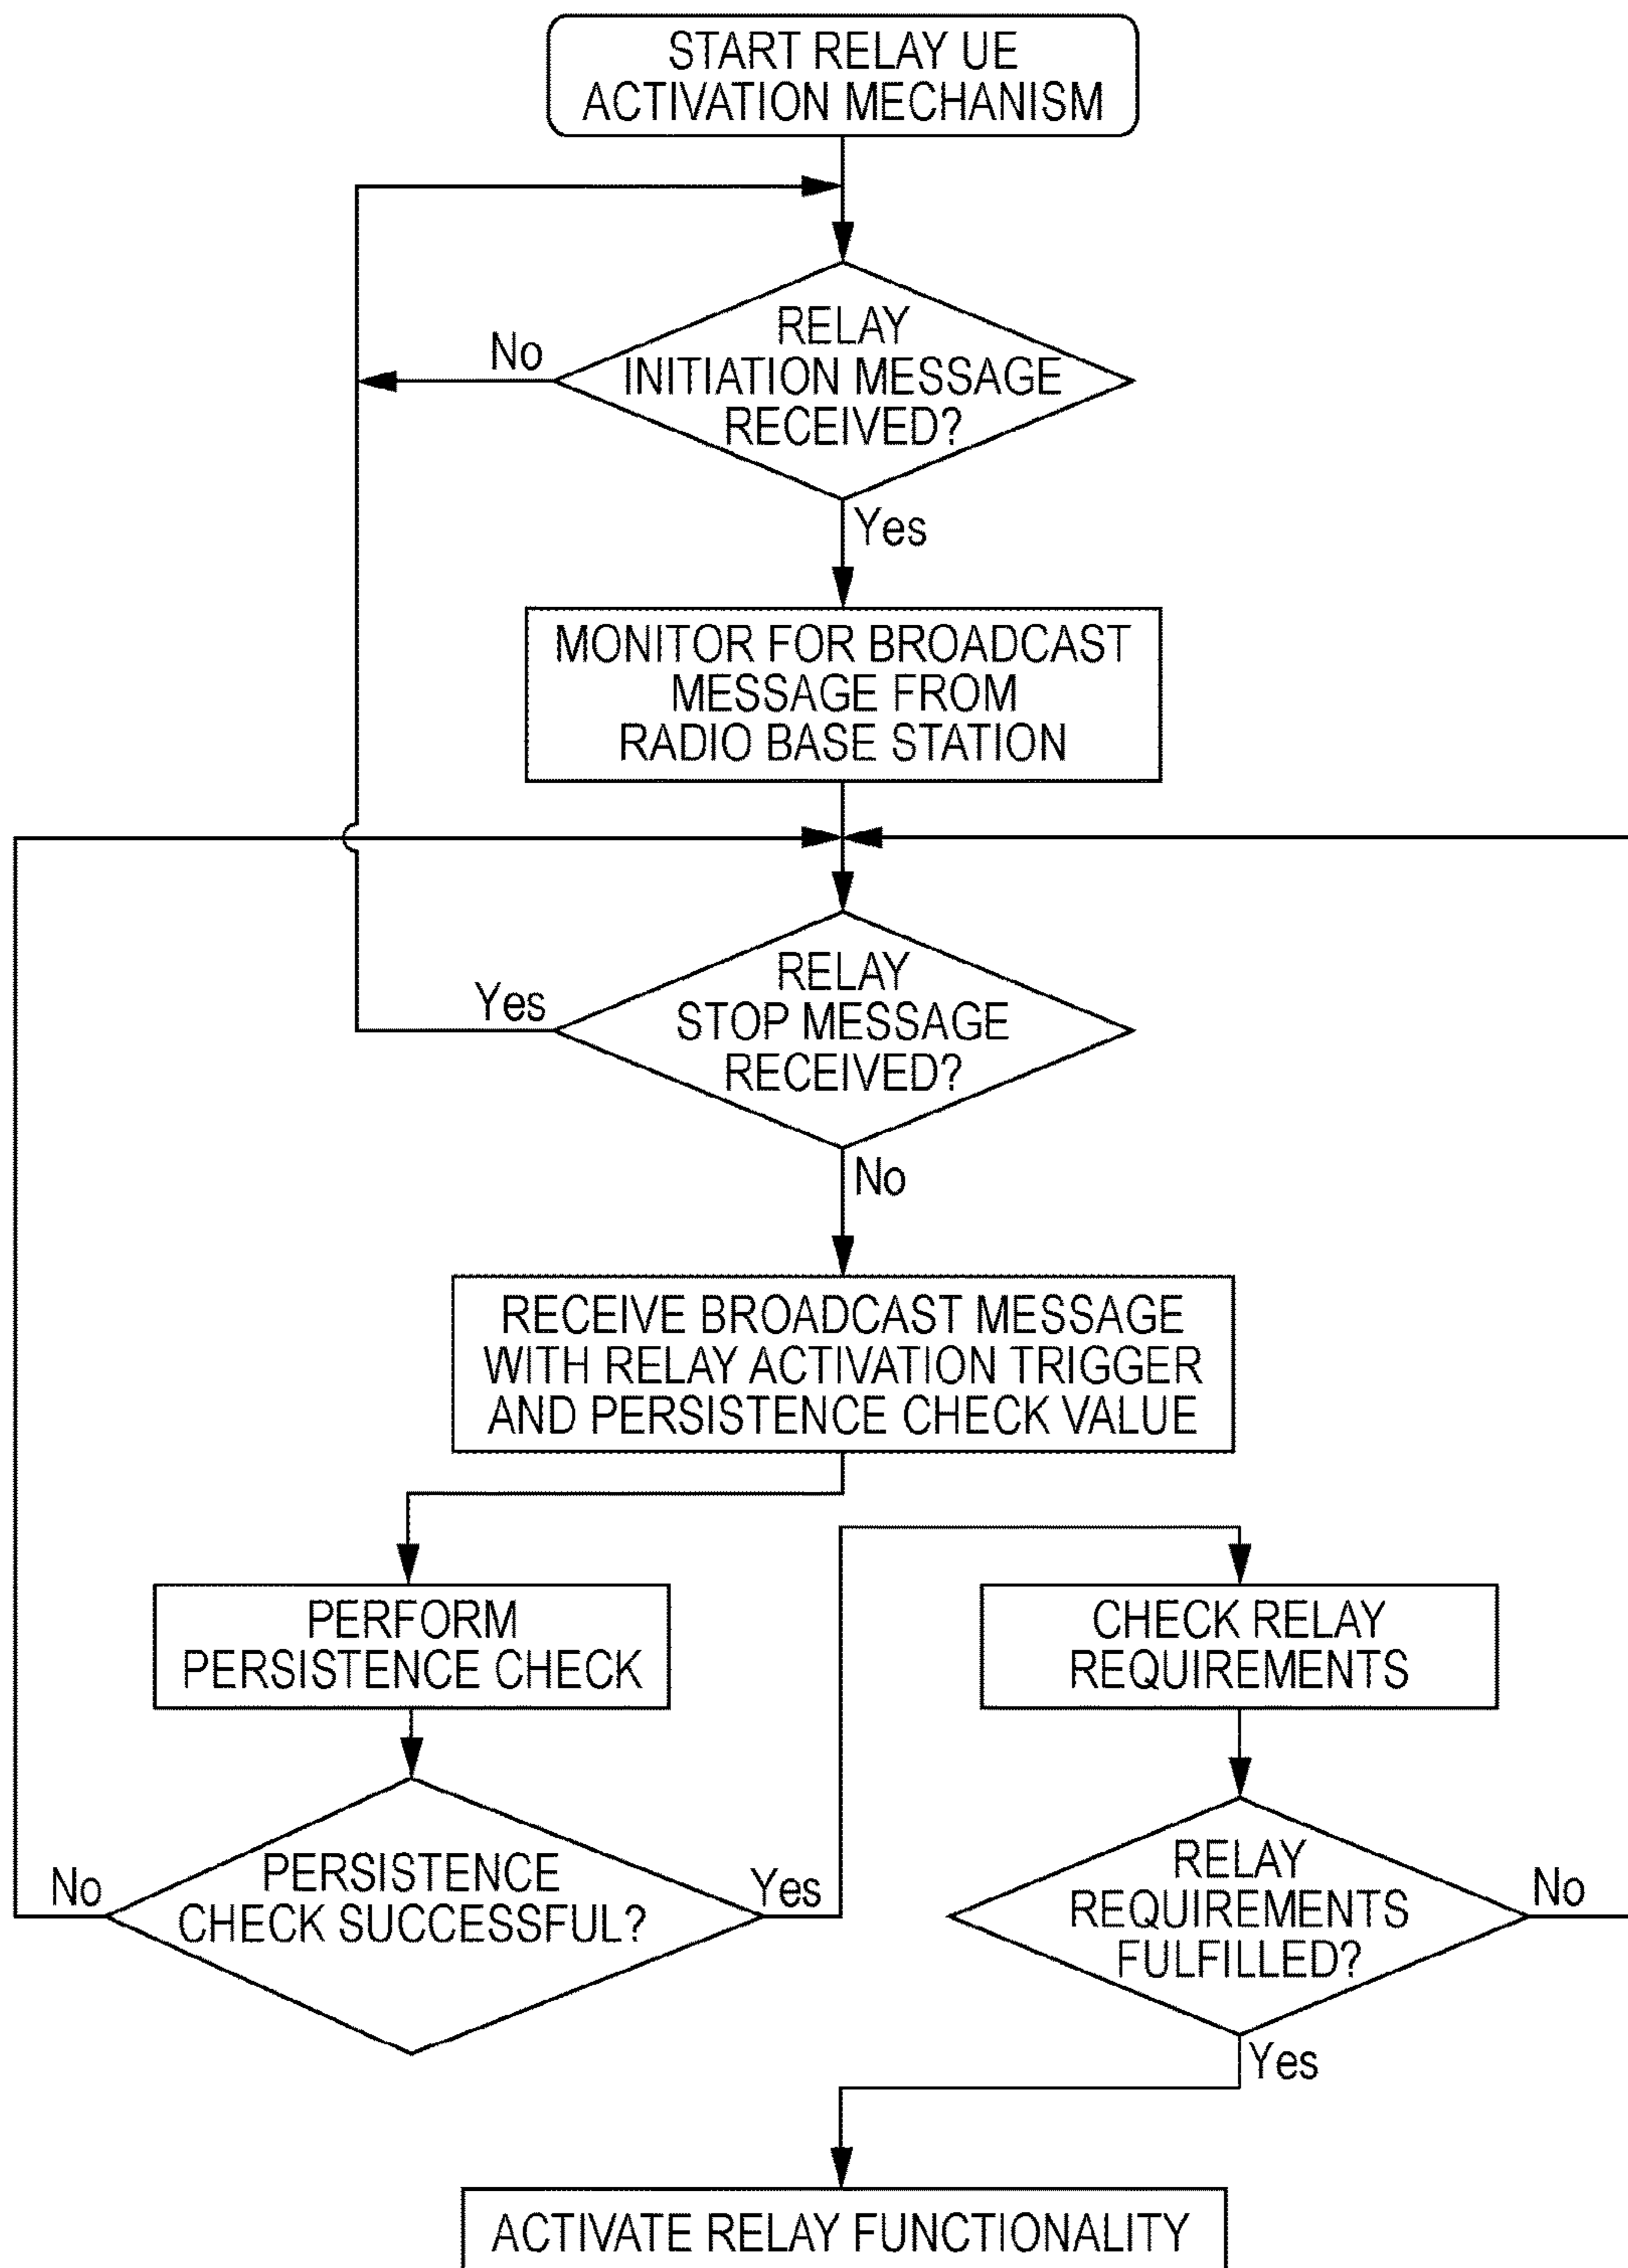 START RELAY UE
ACTIVATION MECHANISM
RELAY
INITIATION MESSAGE
RECEIVED?
No
Yes
MONITOR FOR BROADCAST
MESSAGE FROM
RADIO BASE STATION
RELAY
STOP MESSAGE
RECEIVED?
Yes
No
RECEIVE BROADCAST MESSAGE
WITH RELAY ACTIVATION TRIGGER
AND PERSISTENCE CHECK VALUE
PERFORM
PERSISTENCE CHECK
CHECK RELAY
REQUIREMENTS
PERSISTENCE
CHECK SUCCESSFUL?
No
Yes
RELAY
REQUIREMENTS
FULFILLED?
No
Yes
ACTIVATE RELAY FUNCTIONALITY